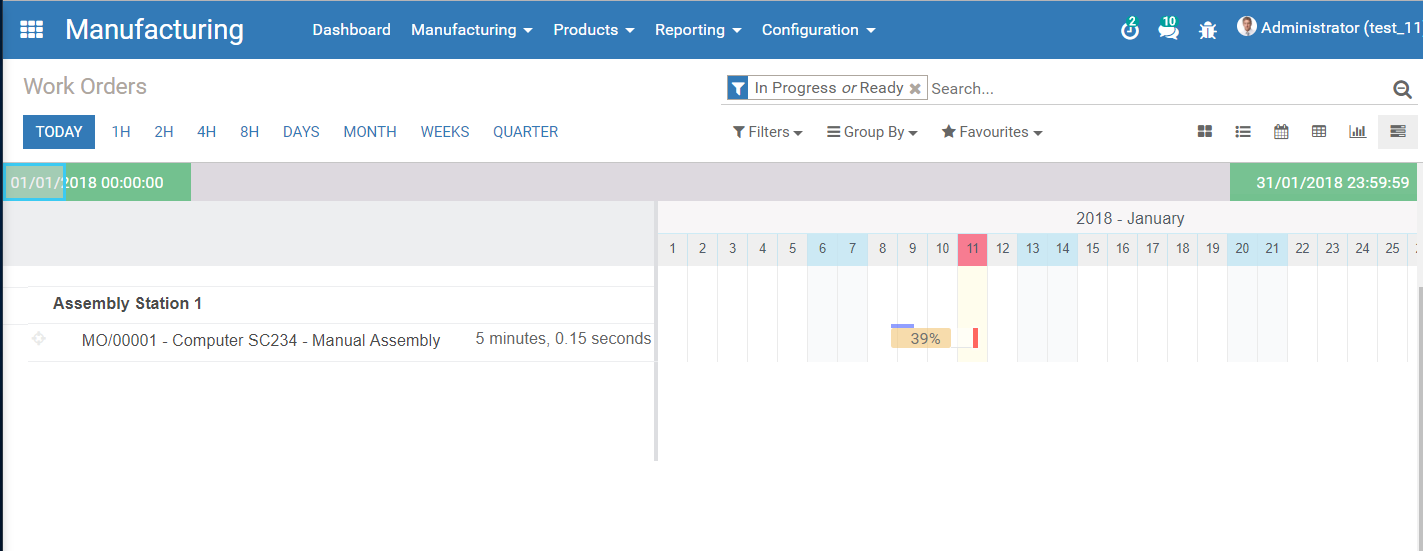 Manufacturing Dashboard Manufacturing Products Reporting Configuration 2 10 Administrator (test_11
Work Orders In Progress or Ready Search...
TODAY 1H 2H 4H 8H DAYS MONTH WEEKS QUARTER Filters Group By Favourites
01/01/2018 00:00:00 31/01/2018 23:59:59
2018 - January
1 2 3 4 5 6 7 8 9 10 11 12 13 14 15 16 17 18 19 20 21 22 23 24 25
Assembly Station 1
MO/00001 - Computer SC234 - Manual Assembly 5 minutes, 0.15 seconds 39%